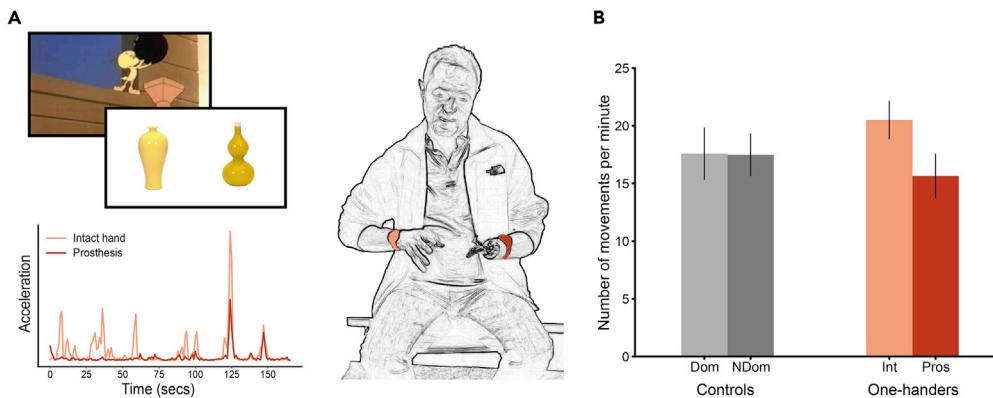 A
Intact hand
Prosthesis
Acceleration
0 25 50 75 100 125 150
Time (secs)
B
Number of movements per minute
25
20
15
10
5
0
Dom NDom Int Pros
Controls One-handers